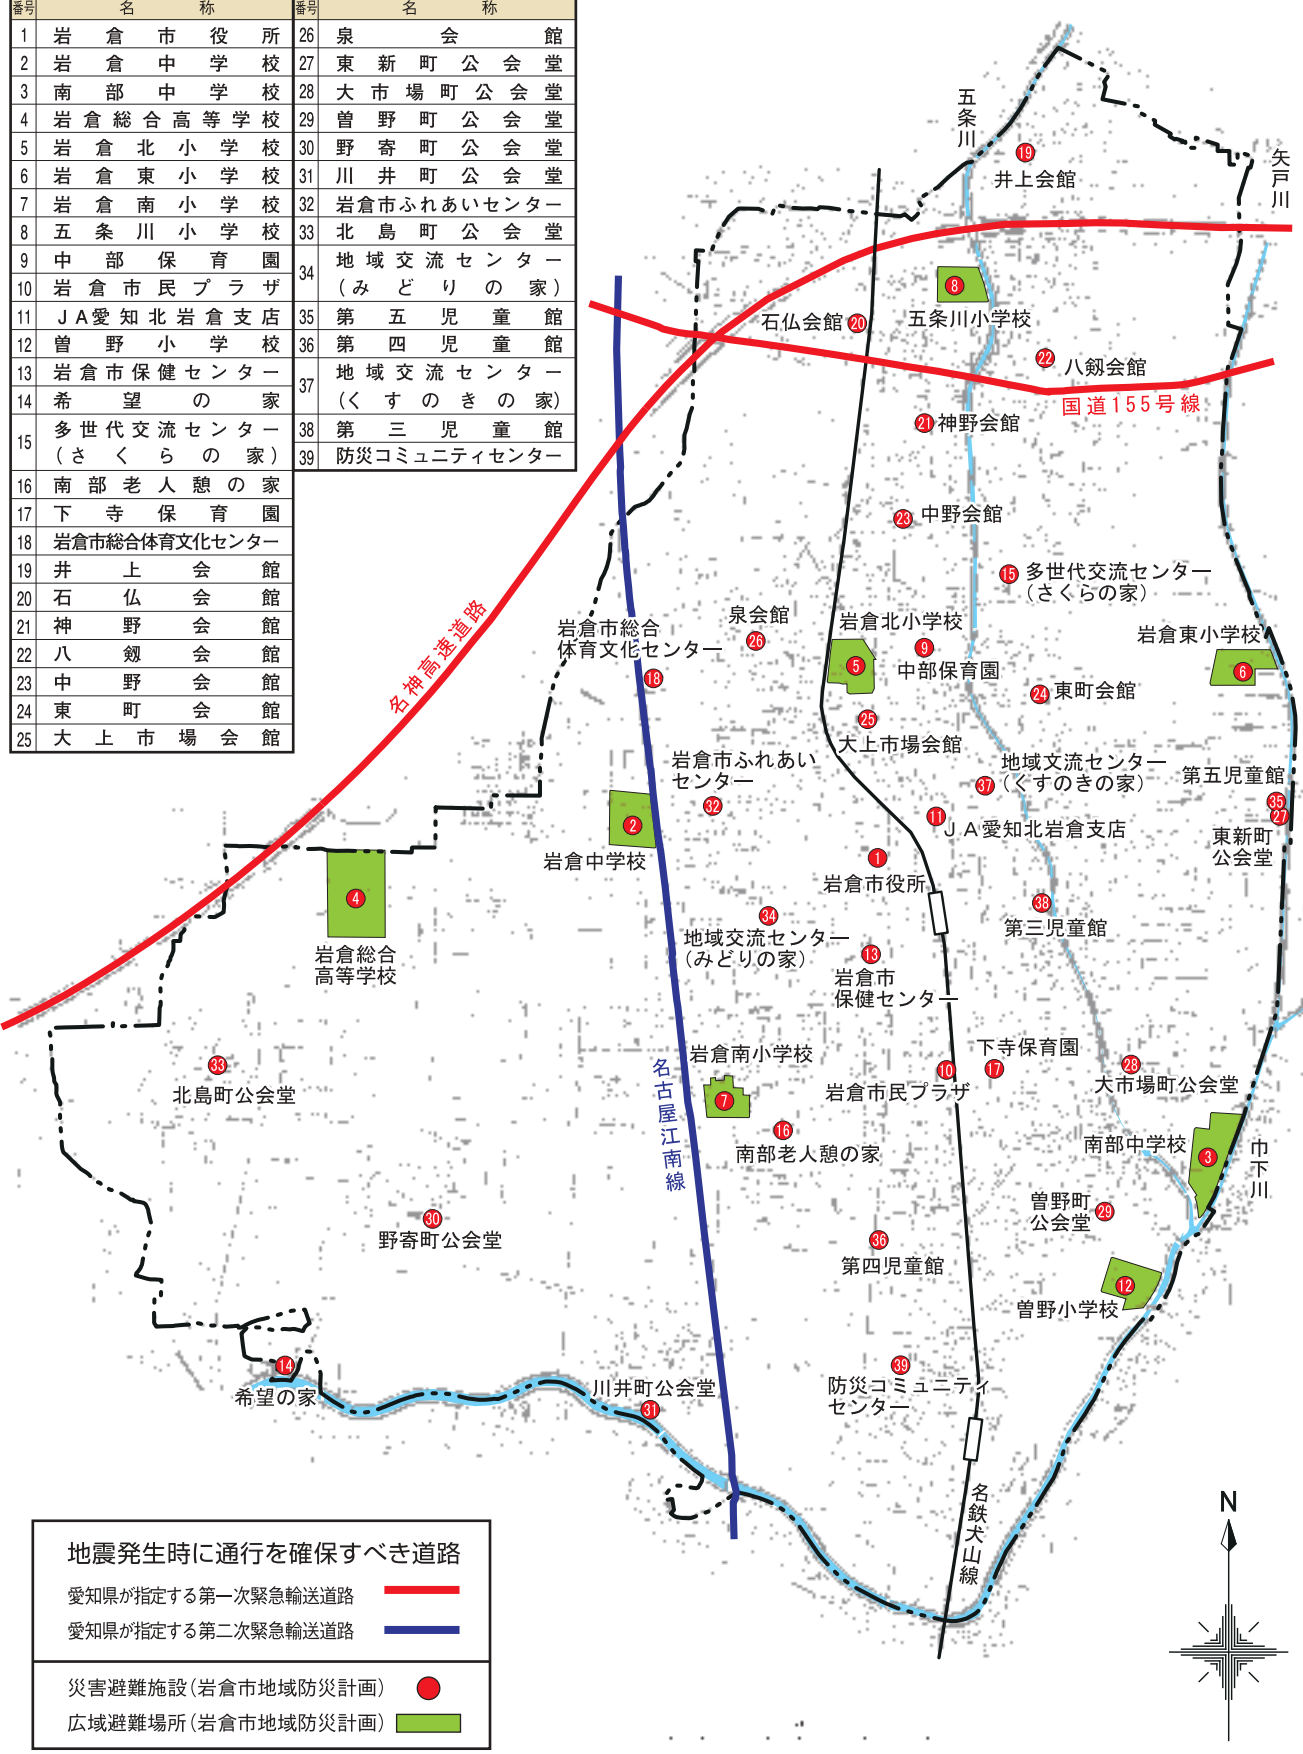 番号 名称
1 岩倉市役所
2 岩倉中学校
3 南部中学校
4 岩倉総合高等学校
5 岩倉北小学校
6 岩倉東小学校
7 岩倉南小学校
8 五条川小学校
9 中部保育園
10 岩倉市民プラザ
11 JA愛知北岩倉支店
12 曽野小学校
13 岩倉市保健センター
14 希望の家
15 多世代交流センター
(さくらの家)
16 南部老人憩の家
17 下寺保育園
18 岩倉市総合体育文化センター
19 井上会館
20 石仏会館
21 神野会館
22 八剱会館
23 中野会館
24 東町会館
25 大上市場会館
番号 名称
26 泉会館
27 東新町公会堂
28 大市場町公会堂
29 曽野町公会堂
30 野寄町公会堂
31 川井町公会堂
32 岩倉市ふれあいセンター
33 北島町公会堂
34 地域交流センター
(みどりの家)
35 第五児童館
36 第四児童館
37 地域交流センター
(くすのきの家)
38 第三児童館
39 防災コミュニティセンター
五条川
矢戸川
19
井上会館
8
五条川小学校
石仏会館 20
22 八剱会館
国道155号線
21 神野会館
23 中野会館
15 多世代交流センター
(さくらの家)
名神高速道路
岩倉市総合
体育文化センター
18
泉会館
26
岩倉北小学校
5
9
中部保育園
岩倉東小学校
6
24 東町会館
25
大上市場会館
岩倉市ふれあい
センター
32
地域交流センター
(くすのきの家)
37
第五児童館
35
27
東新町
公会堂
2
岩倉中学校
11
JA愛知北岩倉支店
1
岩倉市役所
4
岩倉総合
高等学校
38
第三児童館
34
地域交流センター
(みどりの家)
13
岩倉市
保健センター
33
北島町公会堂
名古屋江南線
岩倉南小学校
7
下寺保育園
17
10
岩倉市民プラザ
28
大市場町公会堂
16
南部老人憩の家
南部中学校
3
巾下川
30
野寄町公会堂
曽野町
公会堂
29
36
第四児童館
12
曽野小学校
14
希望の家
川井町公会堂
31
39
防災コミュニティ
センター
名鉄犬山線
N
地震発生時に通行を確保すべき道路
愛知県が指定する第一次緊急輸送道路
愛知県が指定する第二次緊急輸送道路
災害避難施設(岩倉市地域防災計画)
広域避難場所(岩倉市地域防災計画)